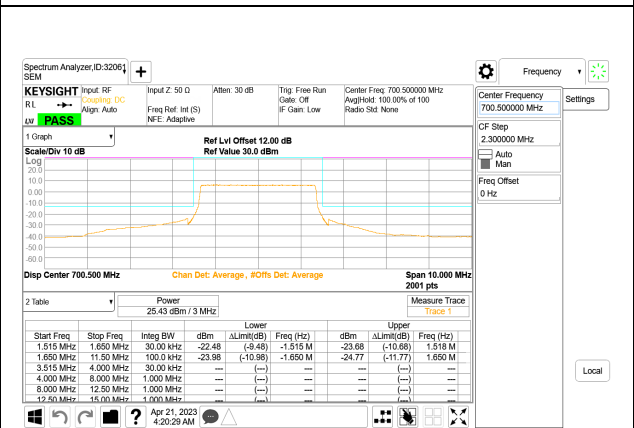 Spectrum Analyzer,ID:32061
SEM
Frequency
KEYSIGHT
RL
LXI PASS
Input: RF
Coupling: DC
Align: Auto
Input Z: 50 Ω
Freq Ref: Int (S)
NFE: Adaptive
Atten: 30 dB
Trig: Free Run
Gate: Off
IF Gain: Low
Center Freq: 700.500000 MHz
Avg|Hold: 100.00% of 100
Radio Std: None
Center Frequency
700.500000 MHz
Settings
CF Step
2.300000 MHz
Auto
Man
Freq Offset
0 Hz
1 Graph
Ref Lvl Offset 12.00 dB
Scale/Div 10 dB
Ref Value 30.0 dBm
Log
20.0
10.0
0.00
-10.0
-20.0
-30.0
-40.0
-50.0
-60.0
Disp Center 700.500 MHz
Chan Det: Average , #Offs Det: Average
Span 10.000 MHz
2001 pts
2 Table
Power
25.43 dBm / 3 MHz
Measure Trace
Trace 1
Lower Upper
Start Freq Stop Freq Integ BW dBm ΔLimit(dB) Freq (Hz) dBm ΔLimit(dB) Freq (Hz)
1.515 MHz 1.650 MHz 30.00 kHz -22.48 (-9.48) -1.515 M -23.68 (-10.68) 1.518 M
1.650 MHz 11.50 MHz 100.0 kHz -23.98 (-10.98) -1.650 M -24.77 (-11.77) 1.650 M
3.515 MHz 4.000 MHz 30.00 kHz --- (---) --- --- (---) ---
4.000 MHz 8.000 MHz 1.000 MHz --- (---) --- --- (---) ---
8.000 MHz 12.50 MHz 1.000 MHz --- (---) --- --- (---) ---
12.50 MHz 15.00 MHz 1.000 MHz --- (---) --- --- (---) ---
Local
?
Apr 21, 2023
4:20:29 AM